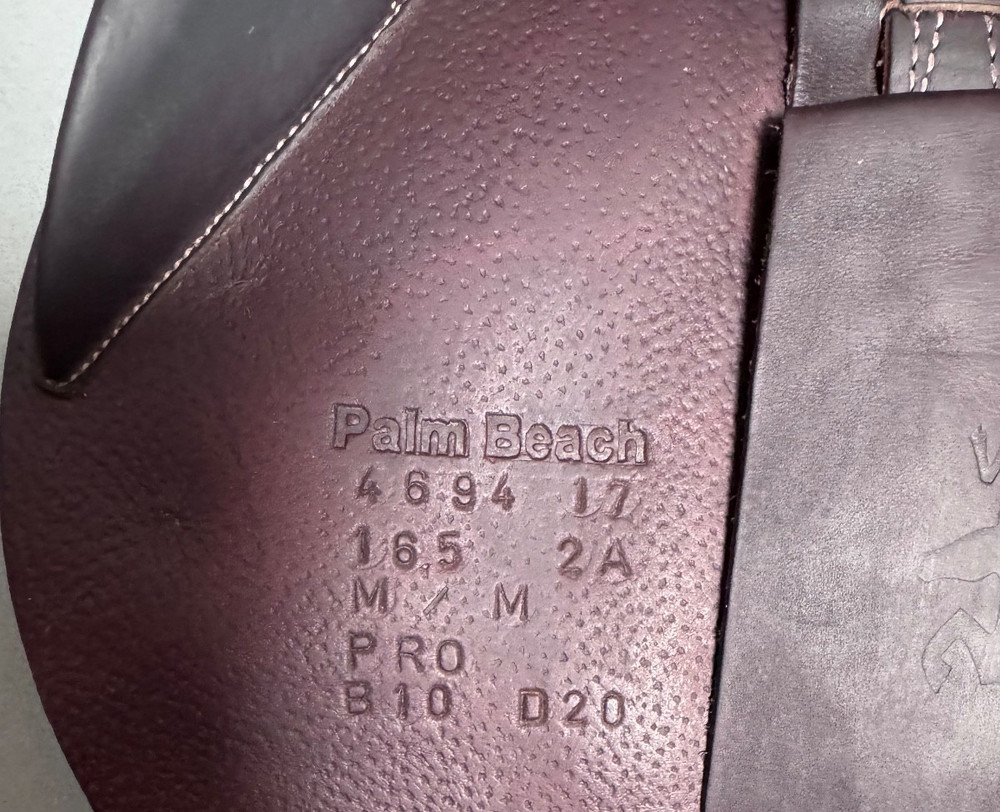 Palm Beach
4694 17
16.5 2A
M / M
PRO
B10 D20